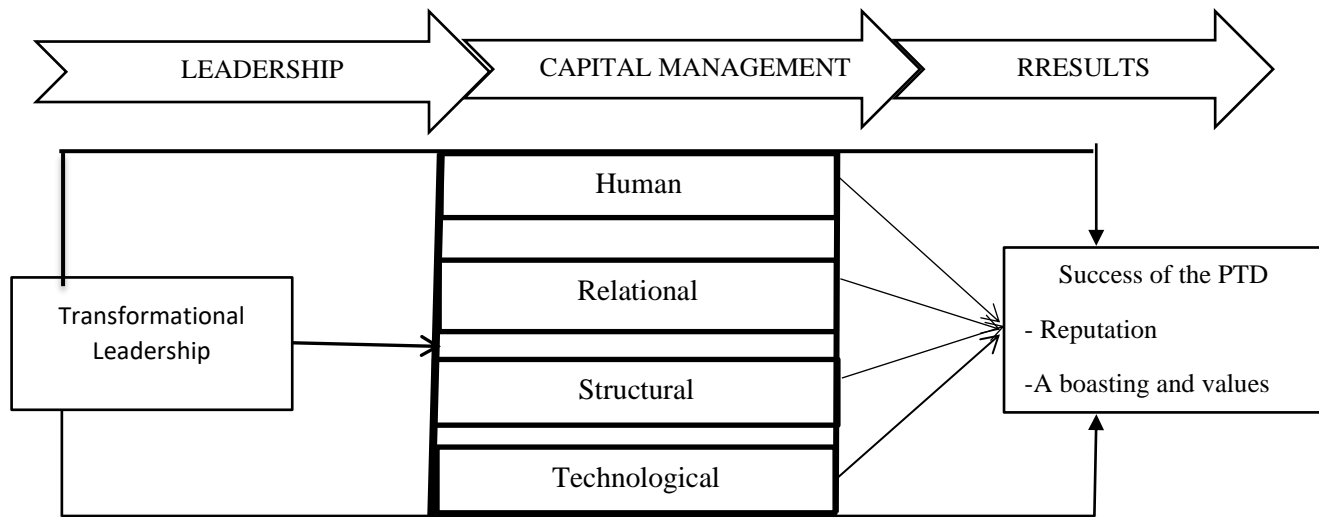 LEADERSHIP
CAPITAL MANAGEMENT
RRESULTS
Human
Relational
Structural
Technological
Transformational
Leadership
Success of the PTD
- Reputation
-A boasting and values